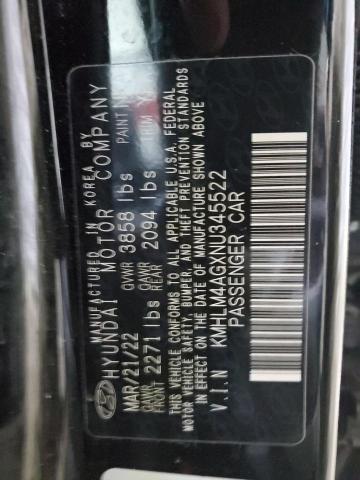 MANUFACTURED IN KOREA BY
HYUNDAI MOTOR COMPANY
MAR/21/22 GVWR 3858 lbs PAINT
GAWR FRONT 2271 lbs GAWR REAR 2094 lbs TRIM
THIS VEHICLE CONFORMS TO ALL APPLICABLE U.S.A. FEDERAL
MOTOR VEHICLE SAFETY, BUMPER, AND THEFT PREVENTION STANDARDS
IN EFFECT ON THE DATE OF MANUFACTURE SHOWN ABOVE
V.I.N KMHLM4AGXNU345522
PASSENGER CAR